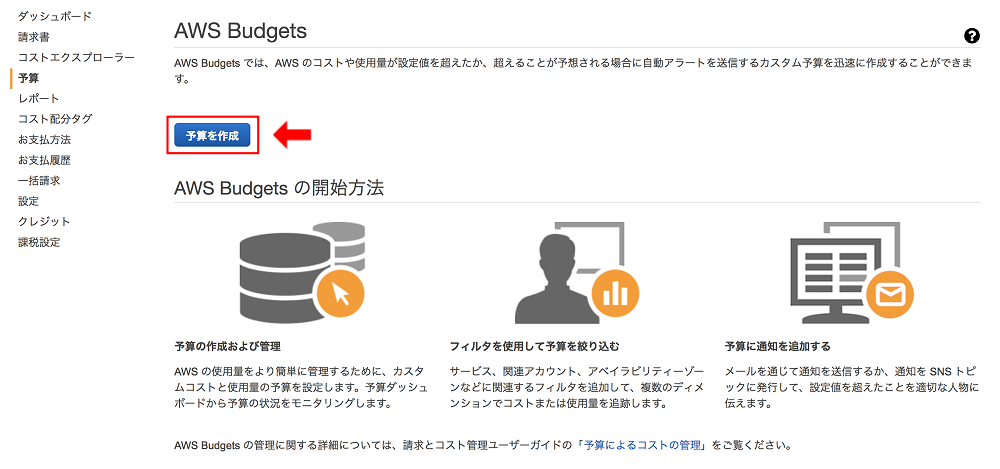 ダッシュボード
請求書
コストエクスプローラー
予算
レポート
コスト配分タグ
お支払方法
お支払履歴
一括請求
設定
クレジット
課税設定
AWS Budgets
?
AWS Budgets では、AWS のコストや使用量が設定値を超えたか、超えることが予想される場合に自動アラートを送信するカスタム予算を迅速に作成することができま
す。
予算を作成
AWS Budgets の開始方法
予算の作成および管理
AWS の使用量をより簡単に管理するために、カスタ
ムコストと使用量の予算を設定します。予算ダッシュ
ボードから予算の状況をモニタリングします。
フィルタを使用して予算を絞り込む
サービス、関連アカウント、アベイラビリティーゾー
ンなどに関連するフィルタを追加して、複数のディメ
ンションでコストまたは使用量を追跡します。
予算に通知を追加する
メールを通じて通知を送信するか、通知を SNS トピ
ックに発行して、設定値を超えたことを適切な人物に
伝えます。
AWS Budgets の管理に関する詳細については、請求とコスト管理ユーザーガイドの「予算によるコストの管理」をご覧ください。